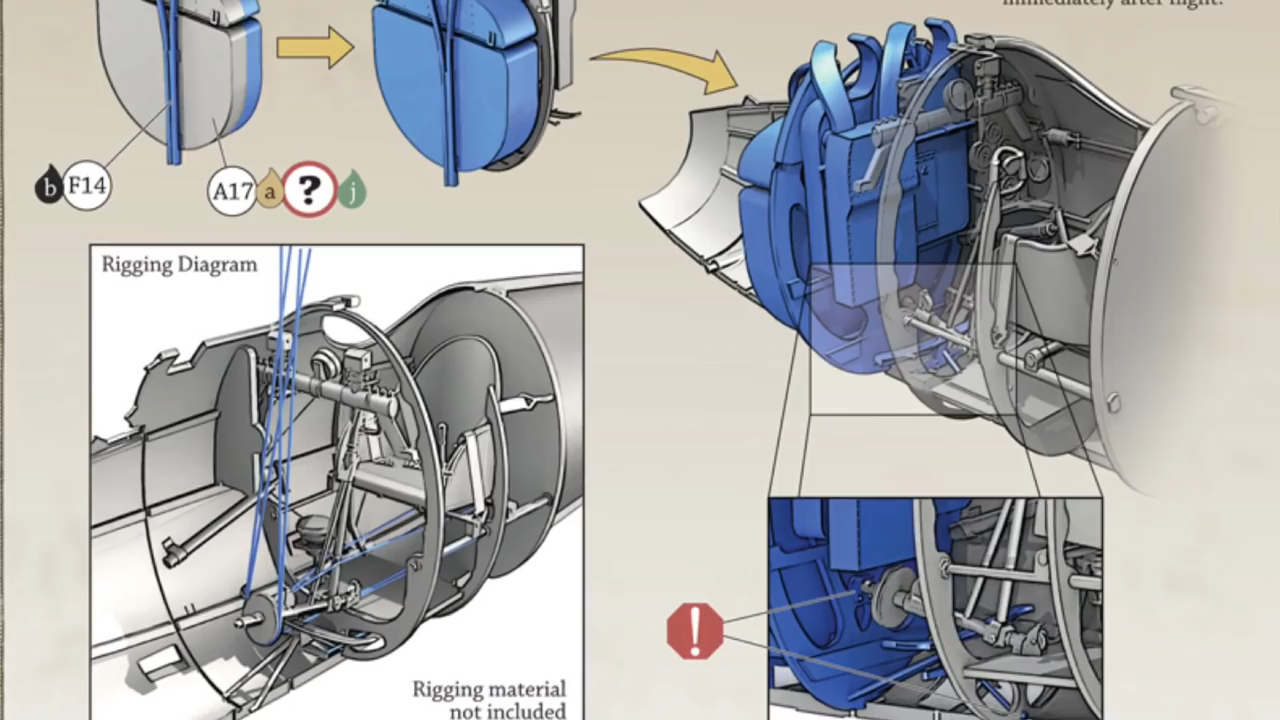 immediately after flight.
b F14
A17 a ? j
Rigging Diagram
!
Rigging material
not included